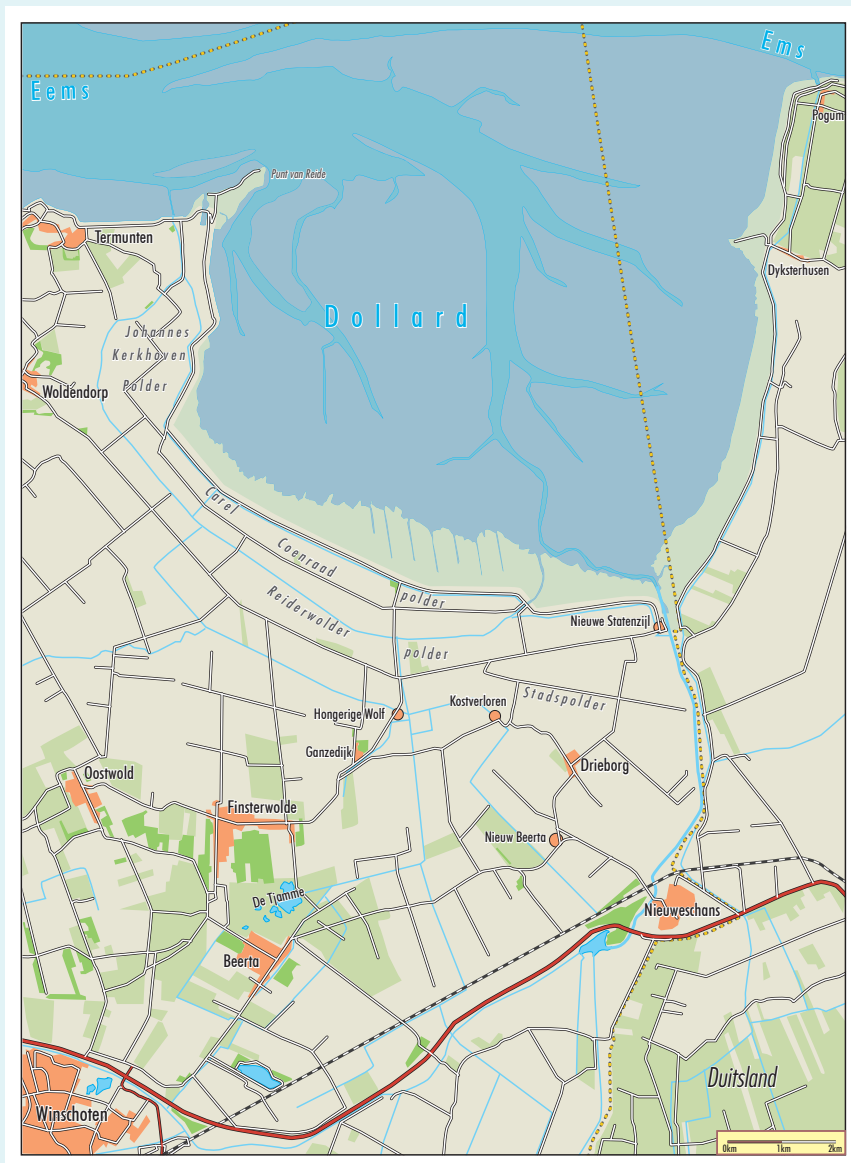 Ems
Eems
Pogum
Punt van Reide
Termunten
Dyksterhusen
Dollard
Johannes
Kerkhoven
Polder
Woldendorp
Carel
Coenraad
polder
Reiderwolder
polder
Nieuwe Statenzijl
Stadspolder
Kostverloren
Hongerige Wolf
Ganzedijk
Drieborg
Oostwold
Finsterwolde
Nieuw Beerta
De Tjamme
Nieuweschans
Beerta
Duitsland
Winschoten
0km 1km 2km